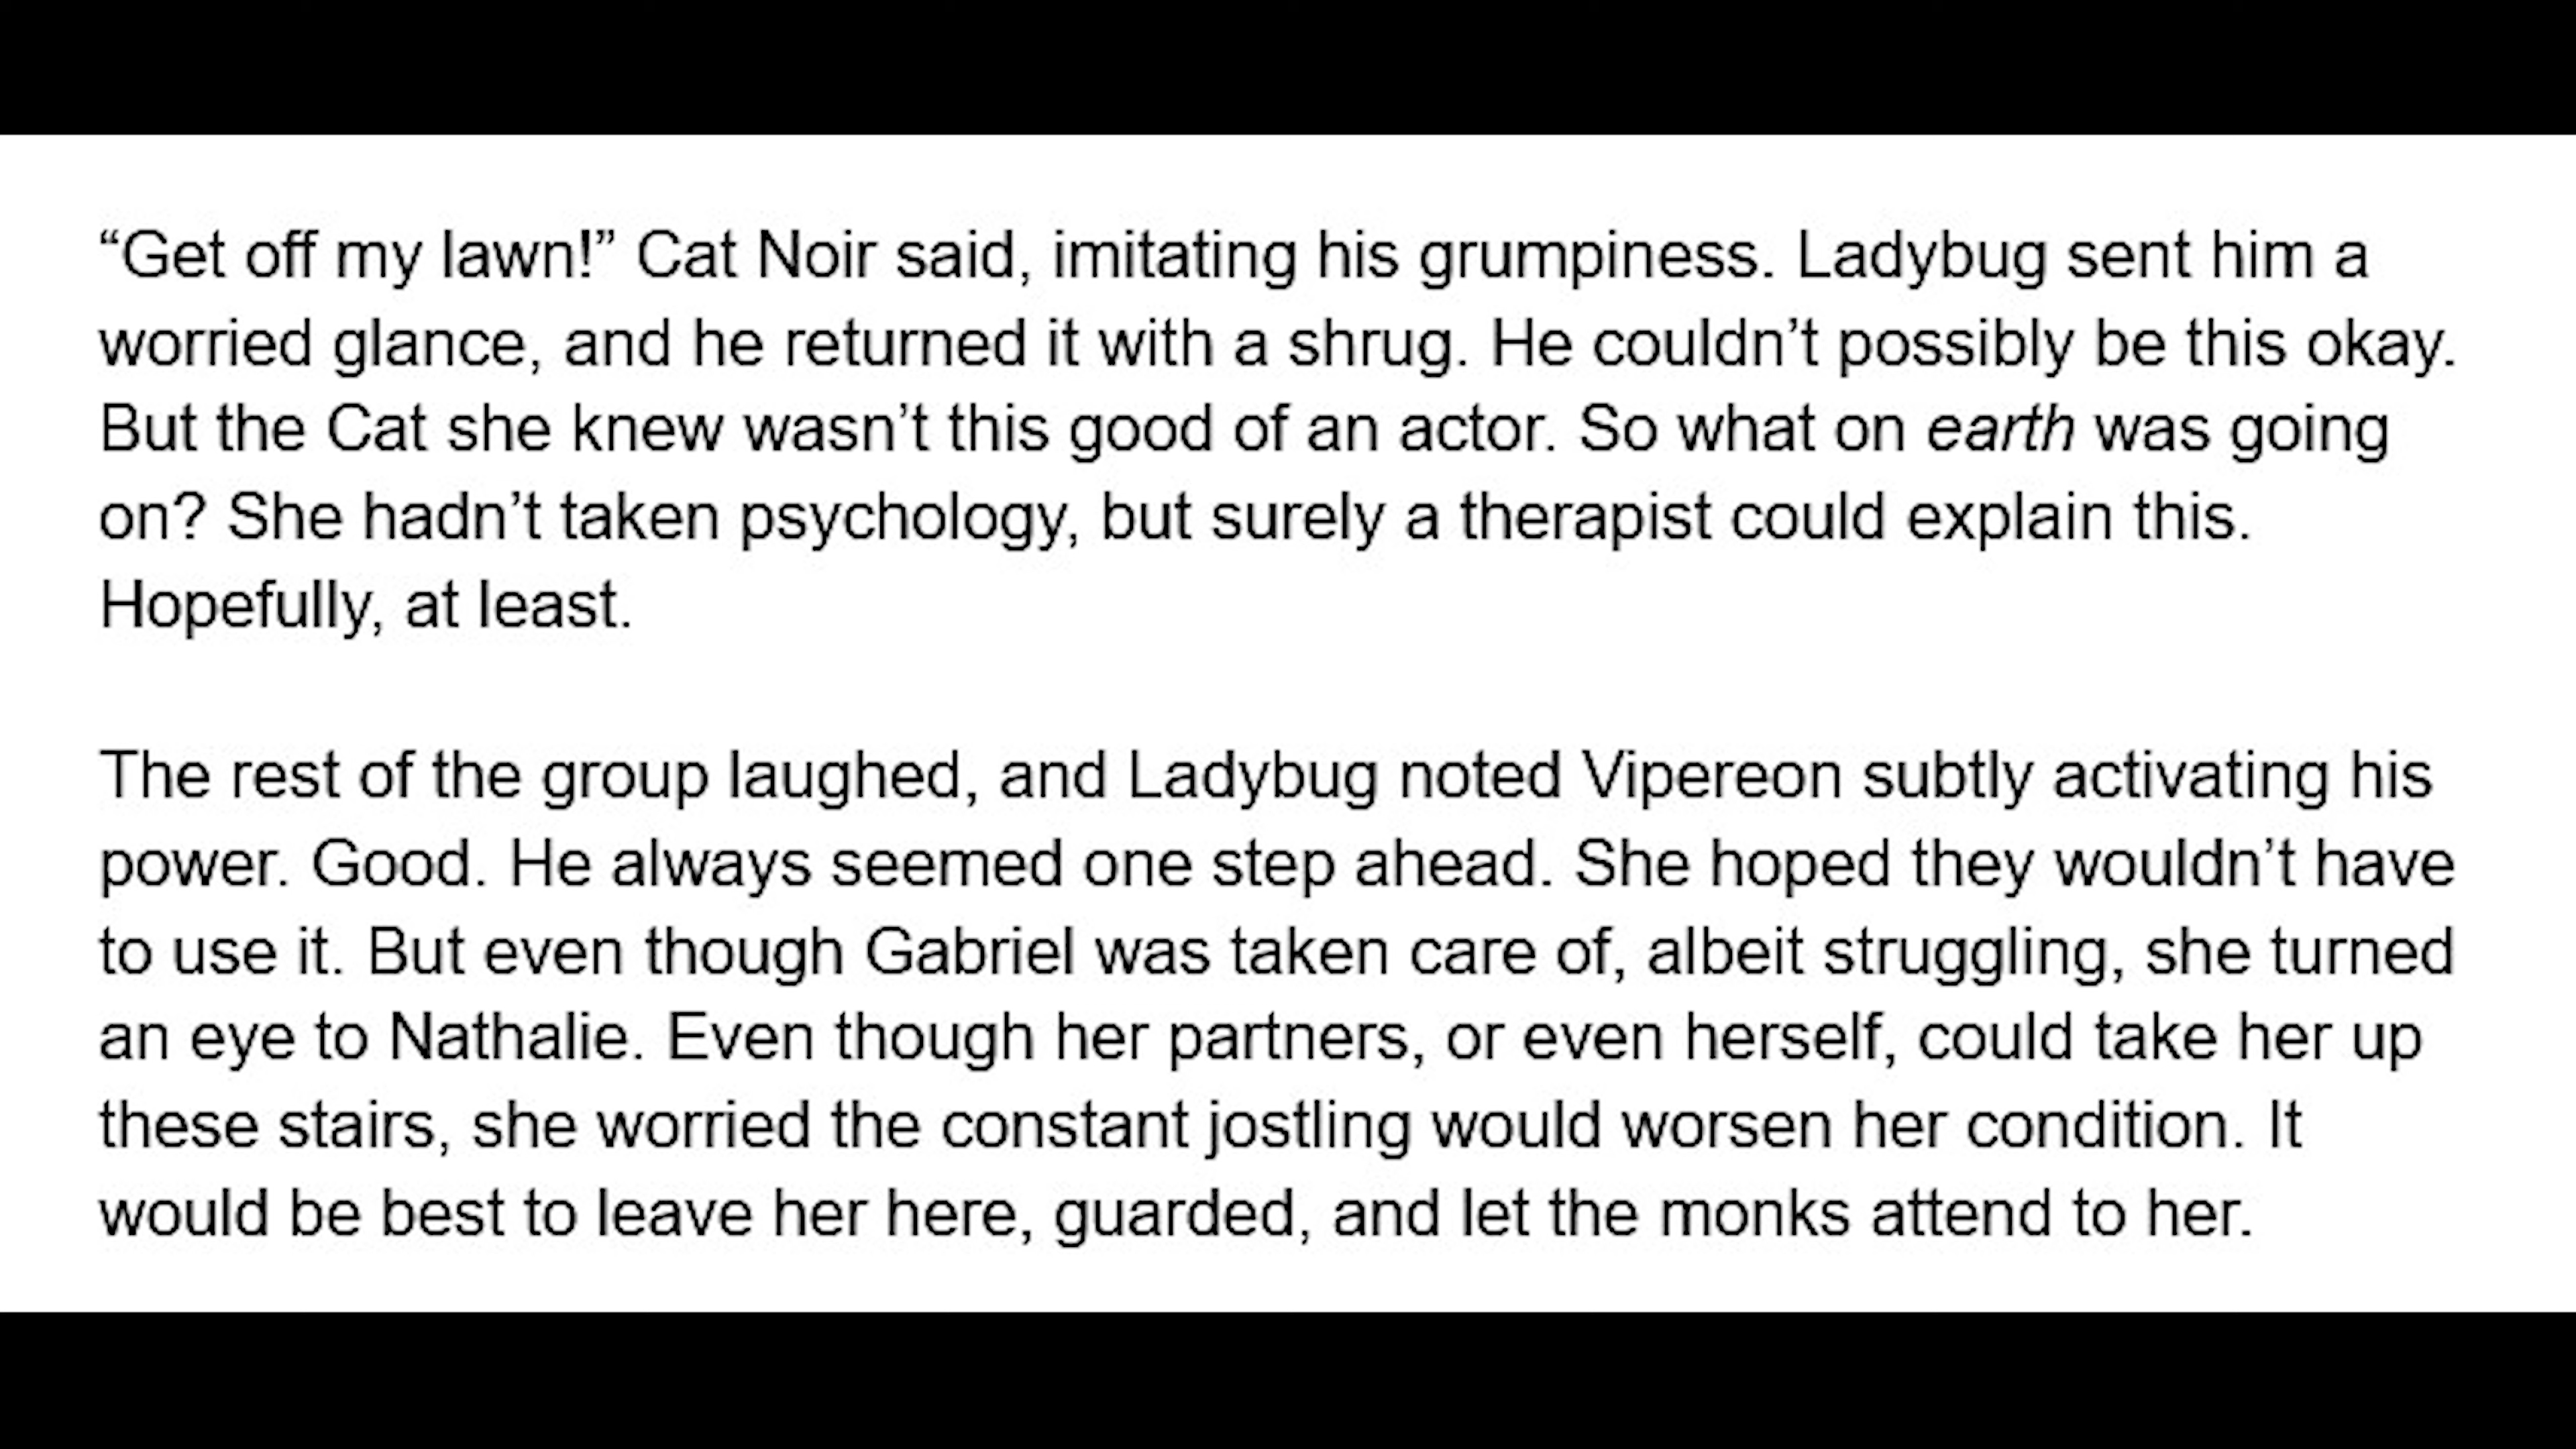 “Get off my lawn!” Cat Noir said, imitating his grumpiness. Ladybug sent him a
worried glance, and he returned it with a shrug. He couldn’t possibly be this okay.
But the Cat she knew wasn’t this good of an actor. So what on earth was going
on? She hadn’t taken psychology, but surely a therapist could explain this.
Hopefully, at least.
The rest of the group laughed, and Ladybug noted Vipereon subtly activating his
power. Good. He always seemed one step ahead. She hoped they wouldn’t have
to use it. But even though Gabriel was taken care of, albeit struggling, she turned
an eye to Nathalie. Even though her partners, or even herself, could take her up
these stairs, she worried the constant jostling would worsen her condition. It
would be best to leave her here, guarded, and let the monks attend to her.